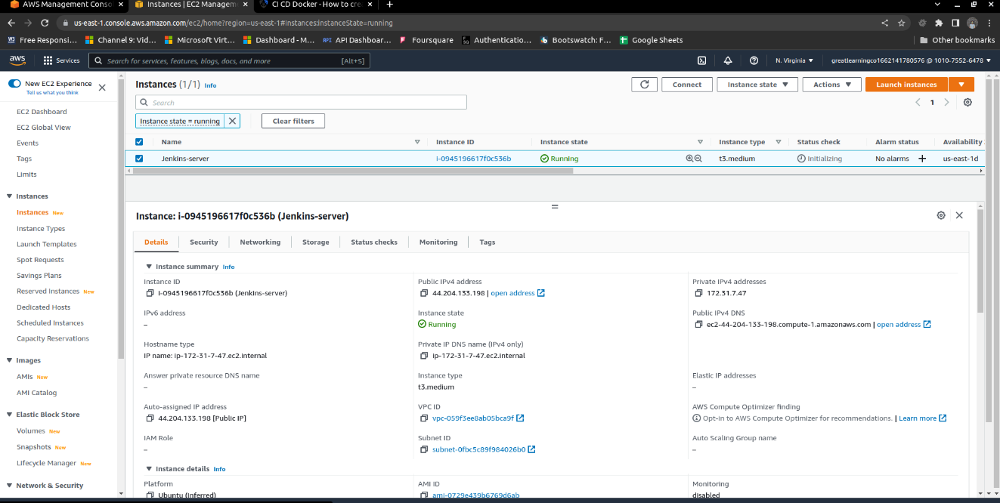 AWS Management Conso
Instances | EC2 Managem
CI CD Docker - How to cre
us-east-1.console.aws.amazon.com/ec2/home?region=us-east-1#InstancesInstanceState=running
Free Responsi... Channel 9: Vid... Microsoft Virt... Dashboard - M... API API Dashboar... Foursquare Authenticatio... Bootswatch: F... Google Sheets Other bookmarks
aws Services Search for services, features, blogs, docs, and more [Alt+S] N. Virginia greatlearningco1662141780576 @ 1010-7552-6478
New EC2 Experience
Tell us what you think
EC2 Dashboard
EC2 Global View
Events
Tags
Limits
Instances
Instances New
Instance Types
Launch Templates
Spot Requests
Savings Plans
Reserved Instances New
Dedicated Hosts
Scheduled Instances
Capacity Reservations
Images
AMIs New
AMI Catalog
Elastic Block Store
Volumes New
Snapshots New
Lifecycle Manager New
Network & Security
Instances (1/1) Info
Connect Instance state Actions Launch instances
Search
1
Instance state = running Clear filters
Name Instance ID Instance state Instance type Status check Alarm status Availability
Jenkins-server i-0945196617f0c536b Running t3.medium Initializing No alarms + us-east-1d
Instance: i-0945196617f0c536b (Jenkins-server)
Details Security Networking Storage Status checks Monitoring Tags
Instance summary Info
Instance ID
i-0945196617f0c536b (Jenkins-server)
Public IPv4 address
44.204.133.198 | open address
Private IPv4 addresses
172.31.7.47
IPv6 address
–
Instance state
Running
Public IPv4 DNS
ec2-44-204-133-198.compute-1.amazonaws.com | open address
Hostname type
IP name: ip-172-31-7-47.ec2.internal
Private IP DNS name (IPv4 only)
ip-172-31-7-47.ec2.internal
Answer private resource DNS name
–
Instance type
t3.medium
Elastic IP addresses
–
Auto-assigned IP address
44.204.133.198 [Public IP]
VPC ID
vpc-059f3ee8ab05bca9f
AWS Compute Optimizer finding
Opt-in to AWS Compute Optimizer for recommendations. | Learn more
IAM Role
–
Subnet ID
subnet-0fbc5c89f984026b0
Auto Scaling Group name
–
Instance details Info
Platform
Ubuntu (Inferred)
AMI ID
ami-0729e439b6769d6ab
Monitoring
disabled